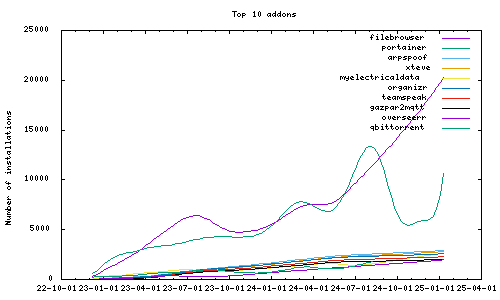 Top 10 addons
25000
20000
15000
10000
5000
0
Number of installations
filebrowser
portainer
arpspoof
xteve
myelectricaldata
organizr
teamspeak
gazpar2mqtt
overseerr
qbittorrent
22-10-01 23-01-01 23-04-01 23-07-01 23-10-01 24-01-01 24-04-01 24-07-01 24-10-01 25-01-01 25-04-01